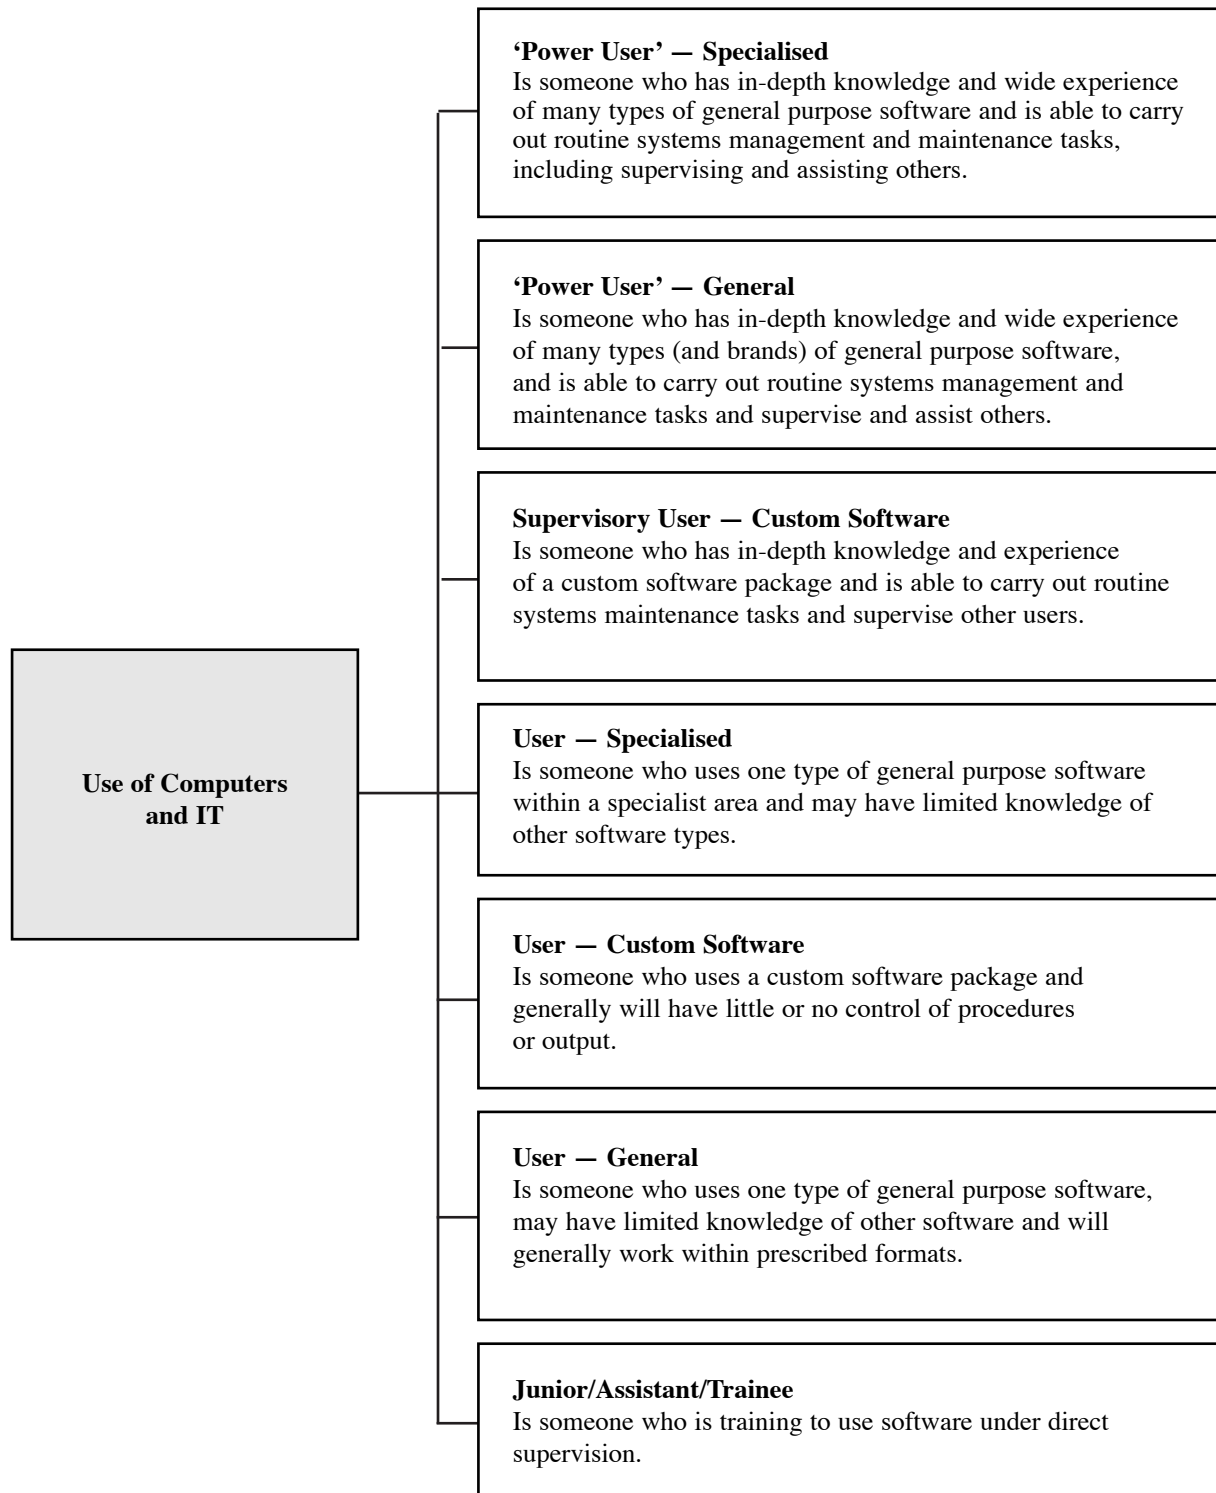 ‘Power User’ — Specialised
Is someone who has in-depth knowledge and wide experience
of many types of general purpose software and is able to carry
out routine systems management and maintenance tasks,
including supervising and assisting others.
‘Power User’ — General
Is someone who has in-depth knowledge and wide experience
of many types (and brands) of general purpose software,
and is able to carry out routine systems management and
maintenance tasks and supervise and assist others.
Supervisory User — Custom Software
Is someone who has in-depth knowledge and experience
of a custom software package and is able to carry out routine
systems maintenance tasks and supervise other users.
Use of Computers
and IT
User — Specialised
Is someone who uses one type of general purpose software
within a specialist area and may have limited knowledge of
other software types.
User — Custom Software
Is someone who uses a custom software package and
generally will have little or no control of procedures
or output.
User — General
Is someone who uses one type of general purpose software,
may have limited knowledge of other software and will
generally work within prescribed formats.
Junior/Assistant/Trainee
Is someone who is training to use software under direct
supervision.